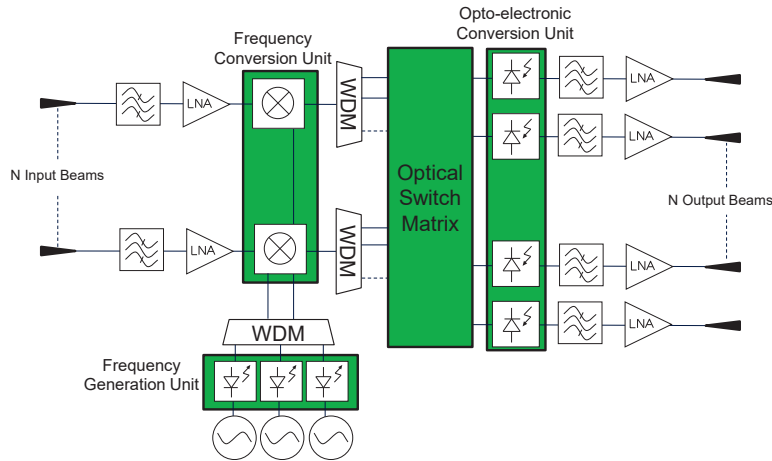 Opto-electronic
Conversion Unit
Frequency
Conversion Unit
WDM
LNA
LNA
N Input Beams
Optical
Switch
Matrix
N Output Beams
LNA
LNA
WDM
LNA
LNA
LNA
WDM
Frequency
Generation Unit